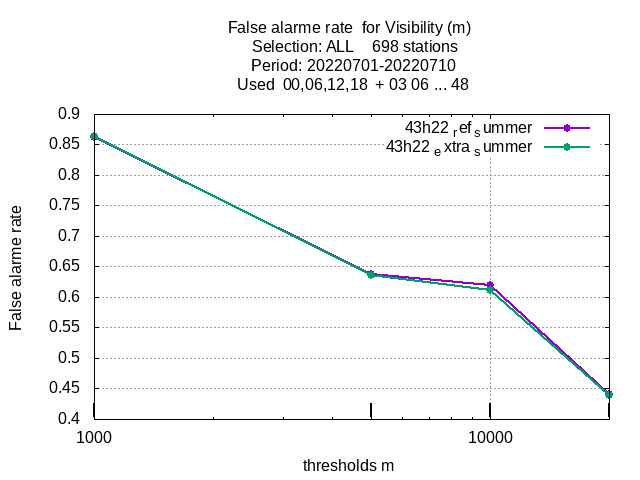 False alarme rate  for Visibility (m)
Selection: ALL    698 stations
Period: 20220701-20220710
Used  00,06,12,18  + 03 06 ... 48
43h22 ref summer
43h22 extra summer
0.9
0.85
0.8
0.75
0.7
0.65
0.6
0.55
0.5
0.45
0.4
False alarme rate
1000
10000
thresholds m